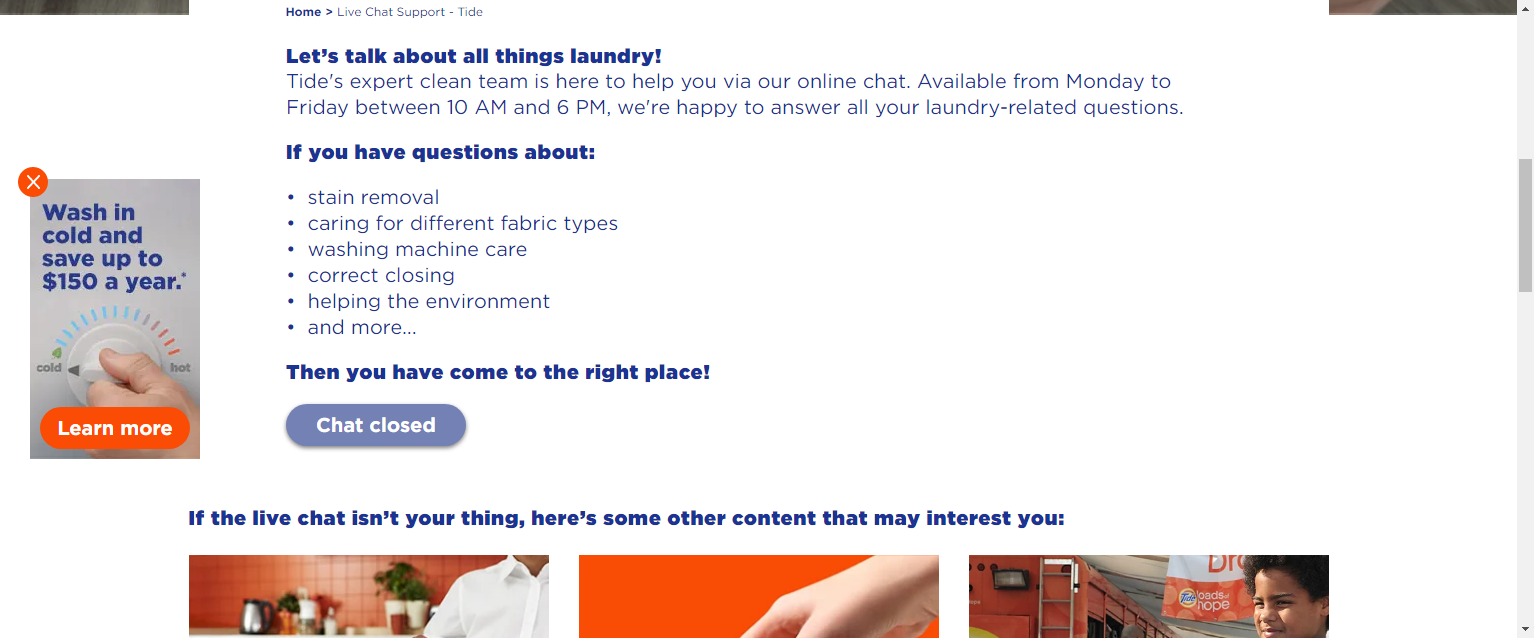 Home > Live Chat Support - Tide
Let's talk about all things laundry!
Tide's expert clean team is here to help you via our online chat. Available from Monday to
Friday between 10 AM and 6 PM, we're happy to answer all your laundry-related questions.
If you have questions about:
• stain removal
• caring for different fabric types
• washing machine care
• correct closing
• helping the environment
• and more...
Then you have come to the right place!
Chat closed
Wash in
cold and
save up to
$150 a year.*
cold
hot
Learn more
If the live chat isn't your thing, here's some other content that may interest you:
Tide
loads of
hope